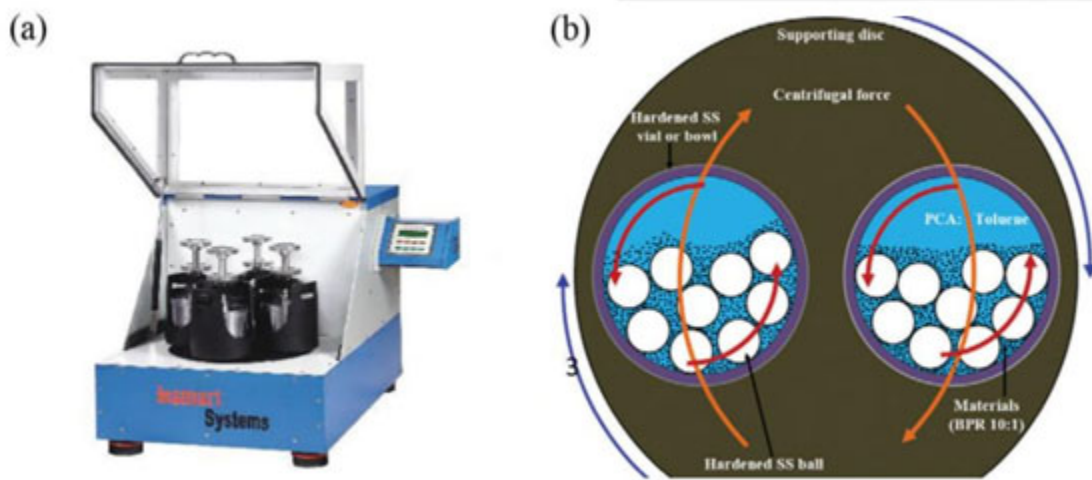 (a)
Insmart
Systems
(b)
Supporting disc
Centrifugal force
Hardened SS
vial or bowl
PCA: Toluene
3
Materials
(BPR 10:1)
Hardened SS ball